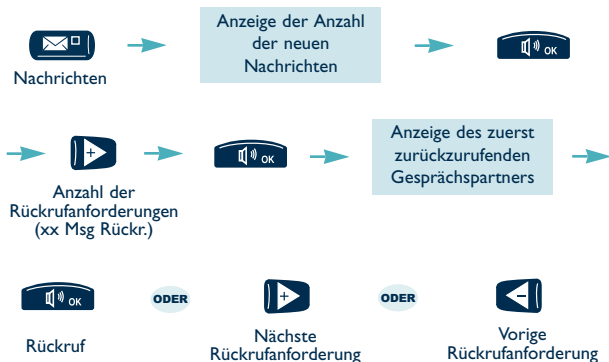 Anzeige der Anzahl
der neuen
Nachrichten
OK
Nachrichten
+
OK
Anzeige des zuerst
zurückzurufenden
Gesprächspartners
Anzahl der
Rückrufanforderungen
(xx Msg Rückr.)
OK
ODER
+
ODER
-
Rückruf
Nächste
Rückrufanforderung
Vorige
Rückrufanforderung